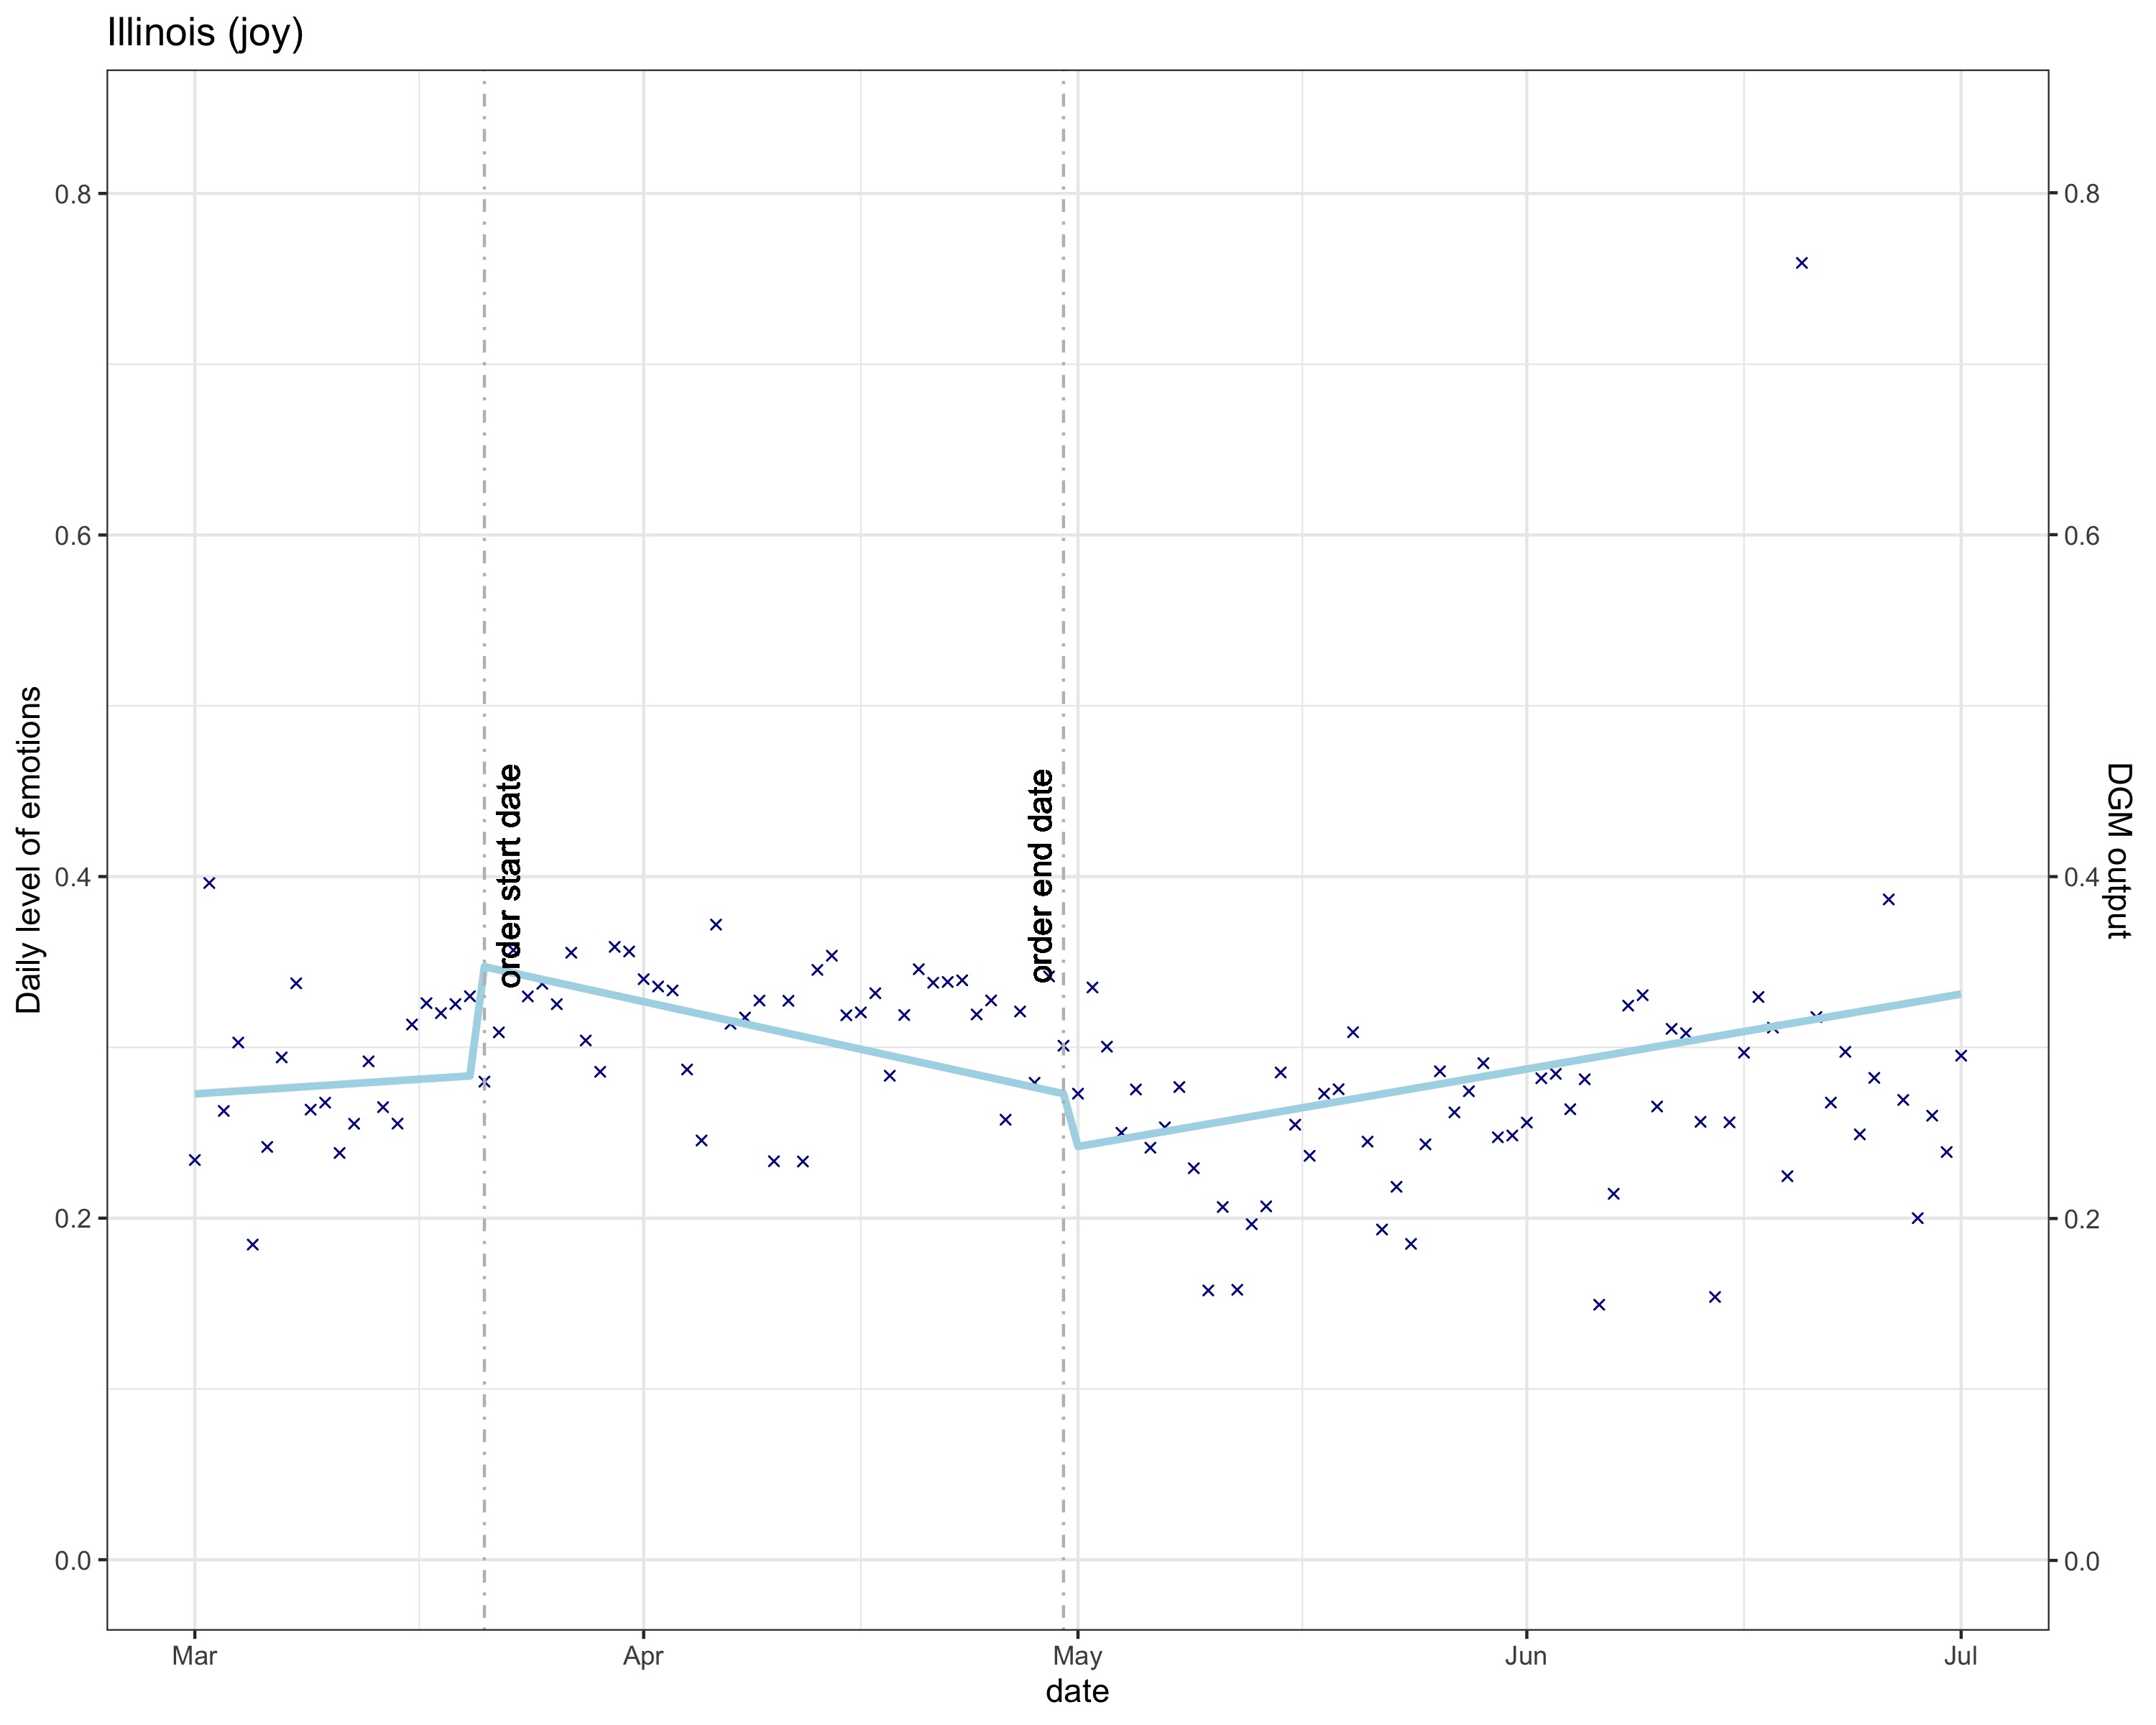 Illinois (joy)
Daily level of emotions
0.8
0.6
0.4
0.2
0.0
order start date
order end date
0.8
0.6
0.4
0.2
0.0
DGM output
Mar
Apr
May
Jun
Jul
date